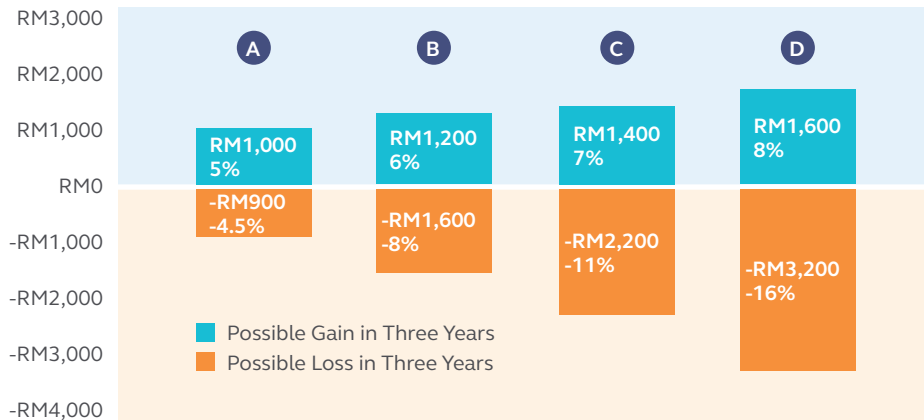 RM3,000
RM2,000
RM1,000
RM0
-RM1,000
-RM2,000
-RM3,000
-RM4,000
A
B
C
D
RM1,000
5%
RM1,200
6%
RM1,400
7%
RM1,600
8%
-RM900
-4.5%
-RM1,600
-8%
-RM2,200
-11%
-RM3,200
-16%
Possible Gain in Three Years
Possible Loss in Three Years